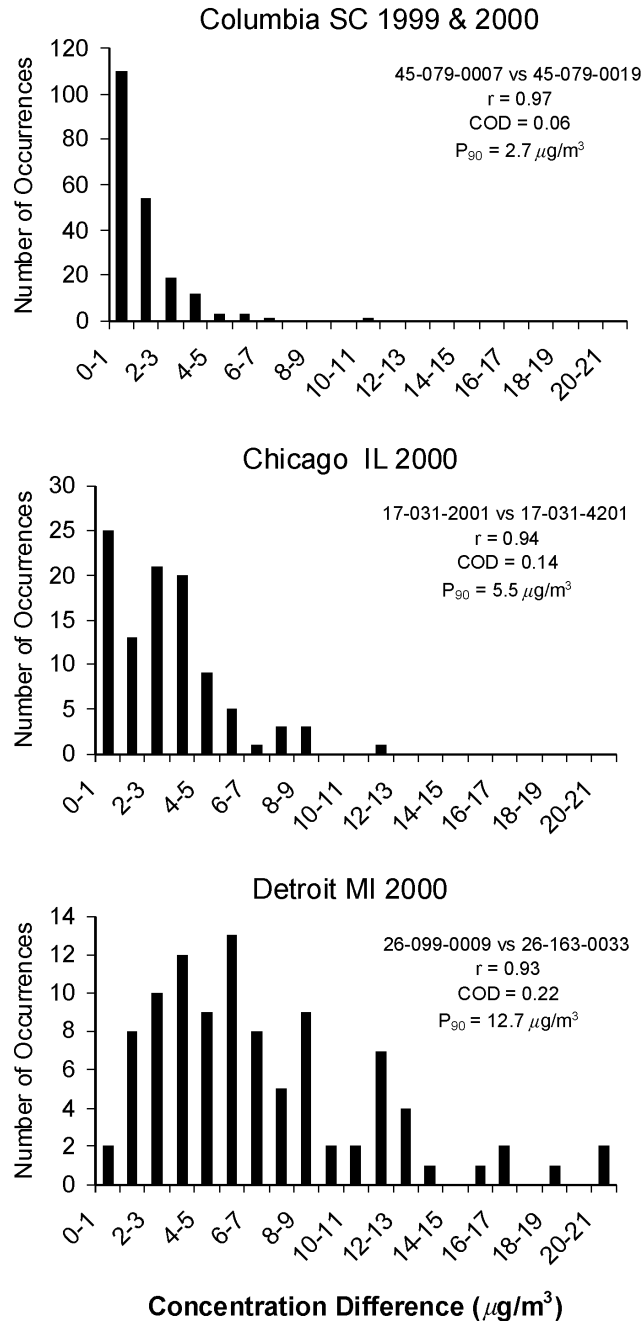 Columbia SC 1999 & 2000
45-079-0007 vs 45-079-0019
r = 0.97
COD = 0.06
P90 = 2.7 µg/m³
Number of Occurrences
120
100
80
60
40
20
0
0-1 2-3 4-5 6-7 8-9 10-11 12-13 14-15 16-17 18-19 20-21
Chicago IL 2000
17-031-2001 vs 17-031-4201
r = 0.94
COD = 0.14
P90 = 5.5 µg/m³
Number of Occurrences
30
25
20
15
10
5
0
0-1 2-3 4-5 6-7 8-9 10-11 12-13 14-15 16-17 18-19 20-21
Detroit MI 2000
26-099-0009 vs 26-163-0033
r = 0.93
COD = 0.22
P90 = 12.7 µg/m³
Number of Occurrences
14
12
10
8
6
4
2
0
0-1 2-3 4-5 6-7 8-9 10-11 12-13 14-15 16-17 18-19 20-21
Concentration Difference (µg/m³)